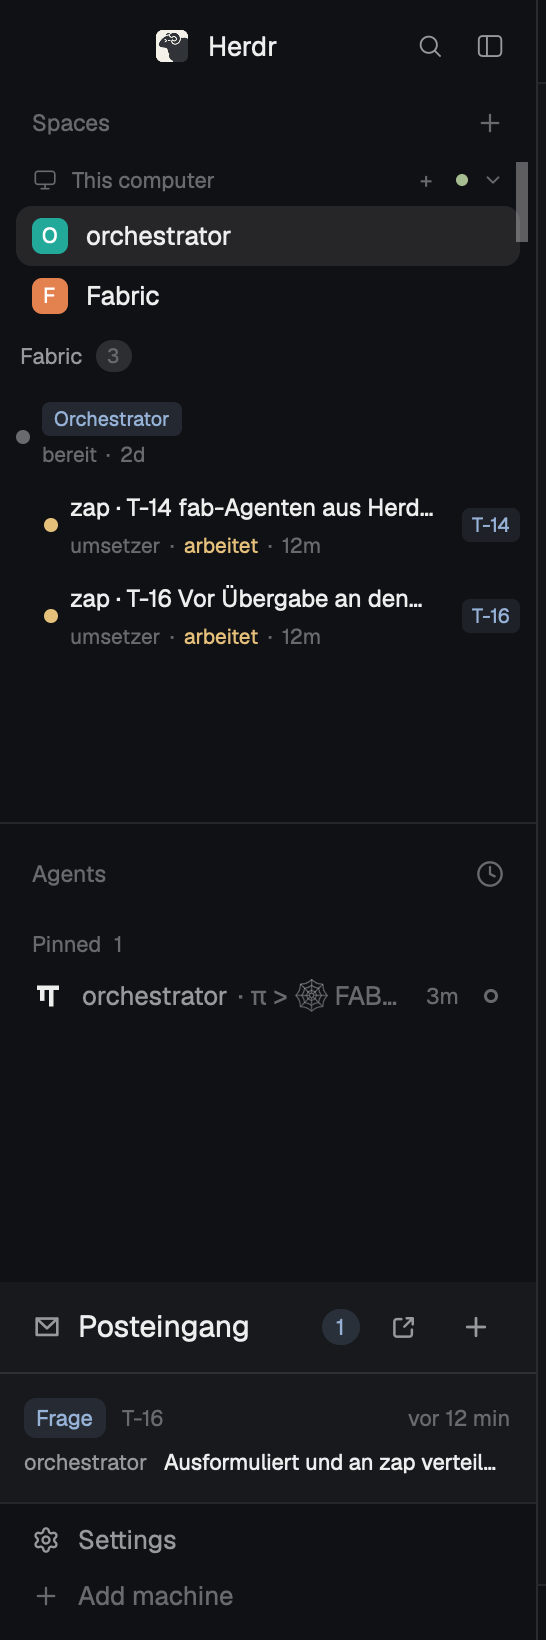 Herdr
Spaces
This computer
O orchestrator
F Fabric
Fabric 3
Orchestrator
bereit · 2d
zap · T-14 fab-Agenten aus Herd...
T-14
umsetzer · arbeitet · 12m
zap · T-16 Vor Übergabe an den...
T-16
umsetzer · arbeitet · 12m
Agents
Pinned 1
orchestrator · π > FAB... 3m
Posteingang 1
Frage T-16 vor 12 min
orchestrator Ausformuliert und an zap verteil...
Settings
Add machine